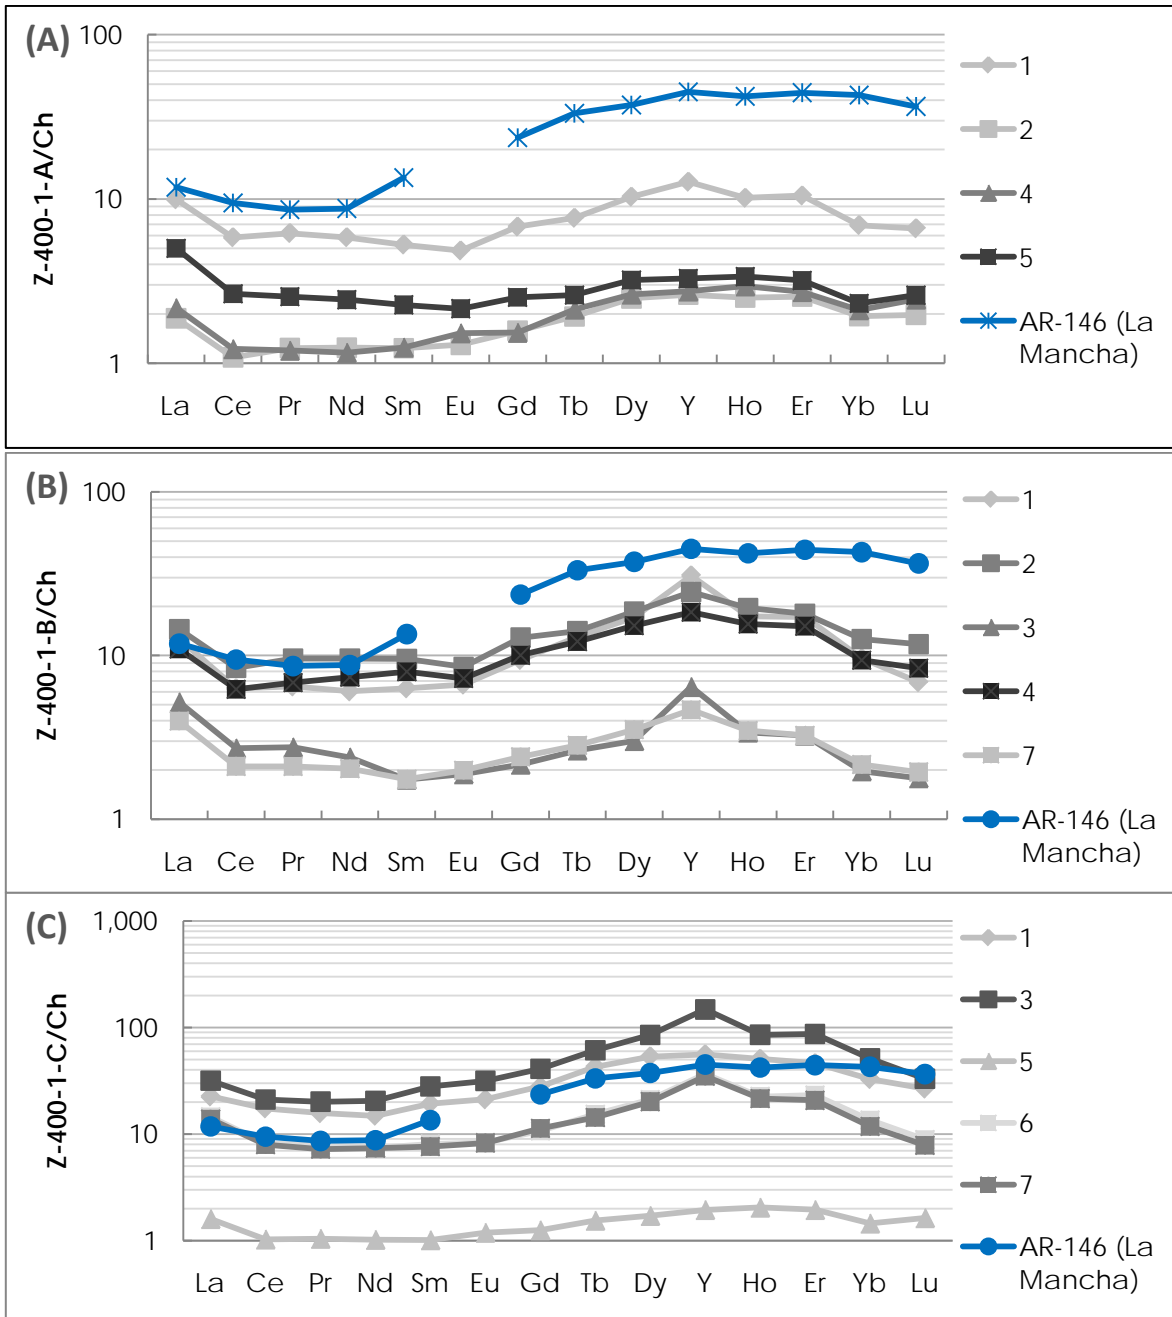 (A)
Z-400-1-A/Ch
100
10
1
La Ce Pr Nd Sm Eu Gd Tb Dy Y Ho Er Yb Lu
1
2
4
5
AR-146 (La
Mancha)
(B)
Z-400-1-B/Ch
100
10
1
La Ce Pr Nd Sm Eu Gd Tb Dy Y Ho Er Yb Lu
1
2
3
4
7
AR-146 (La
Mancha)
(C)
Z-400-1-C/Ch
1,000
100
10
1
La Ce Pr Nd Sm Eu Gd Tb Dy Y Ho Er Yb Lu
1
3
5
6
7
AR-146 (La
Mancha)